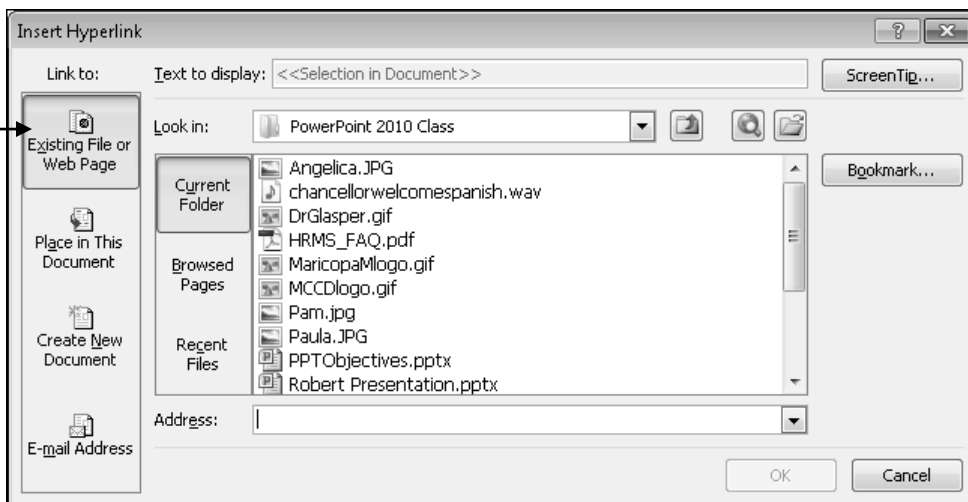 Insert Hyperlink
Link to:
Text to display: <<Selection in Document>>
ScreenTip...
Existing File or
Web Page
Place in This
Document
Create New
Document
E-mail Address
Look in: PowerPoint 2010 Class
Current
Folder
Browsed
Pages
Recent
Files
Angelica.JPG
chancellorwelcomespanish.wav
DrGlasper.gif
HRMS_FAQ.pdf
MaricopaMlogo.gif
MCCDlogo.gif
Pam.jpg
Paula.JPG
PPTObjectives.pptx
Robert Presentation.pptx
Bookmark...
Address:
OK
Cancel